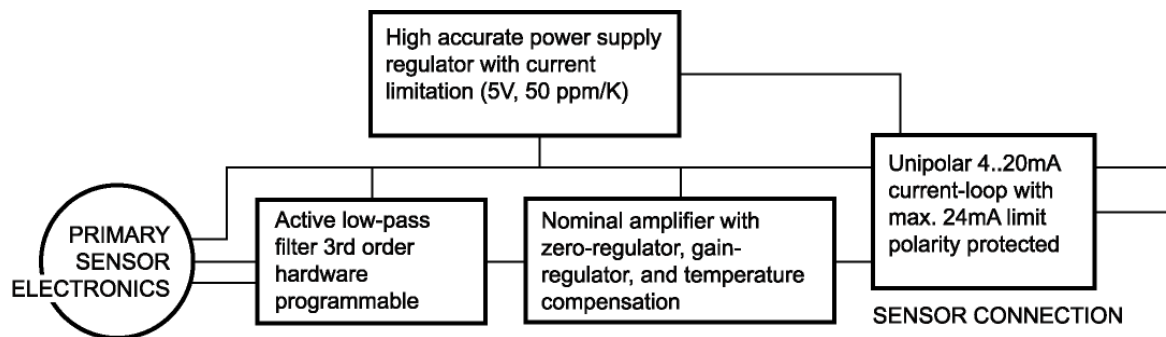 High accurate power supply
regulator with current
limitation (5V, 50 ppm/K)
PRIMARY
SENSOR
ELECTRONICS
Active low-pass
filter 3rd order
hardware
programmable
Nominal amplifier with
zero-regulator, gain-
regulator, and temperature
compensation
Unipolar 4..20mA
current-loop with
max. 24mA limit
polarity protected
SENSOR CONNECTION